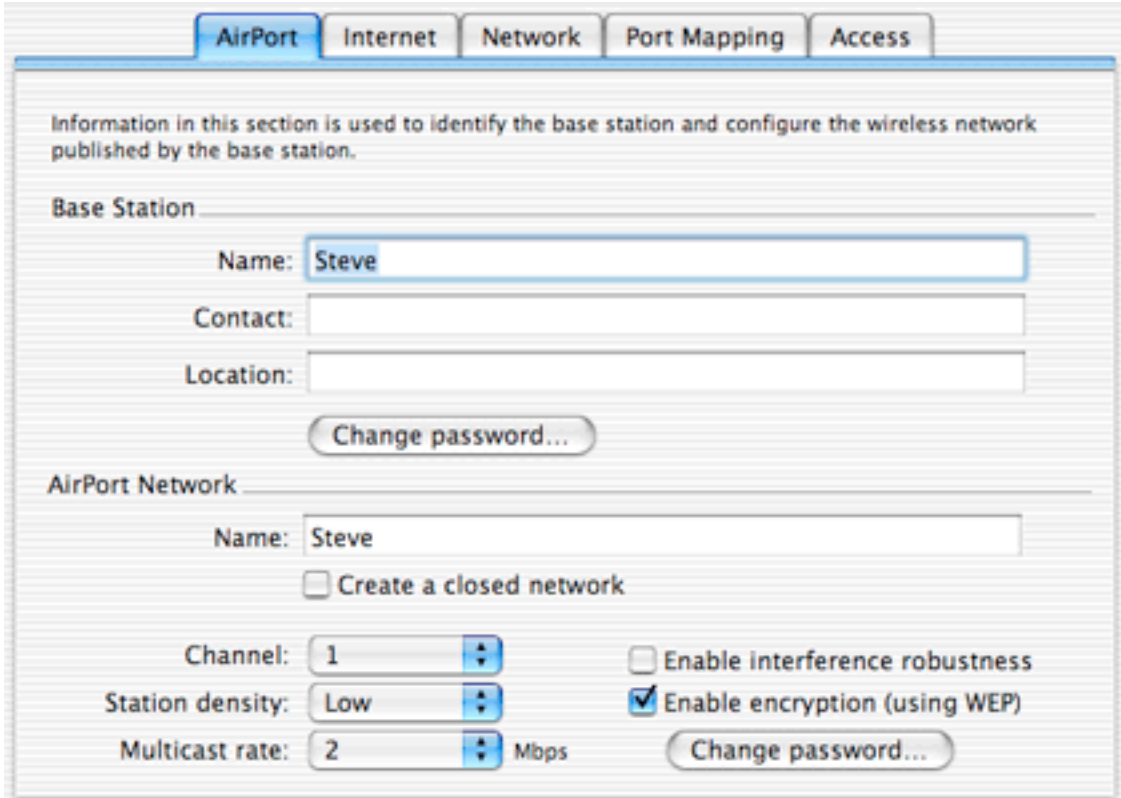 AirPort Internet Network Port Mapping Access
Information in this section is used to identify the base station and configure the wireless network
published by the base station.
Base Station
Name: Steve
Contact:
Location:
Change password...
AirPort Network
Name: Steve
Create a closed network
Channel: 1 Enable interference robustness
Station density: Low Enable encryption (using WEP)
Multicast rate: 2 Mbps Change password...